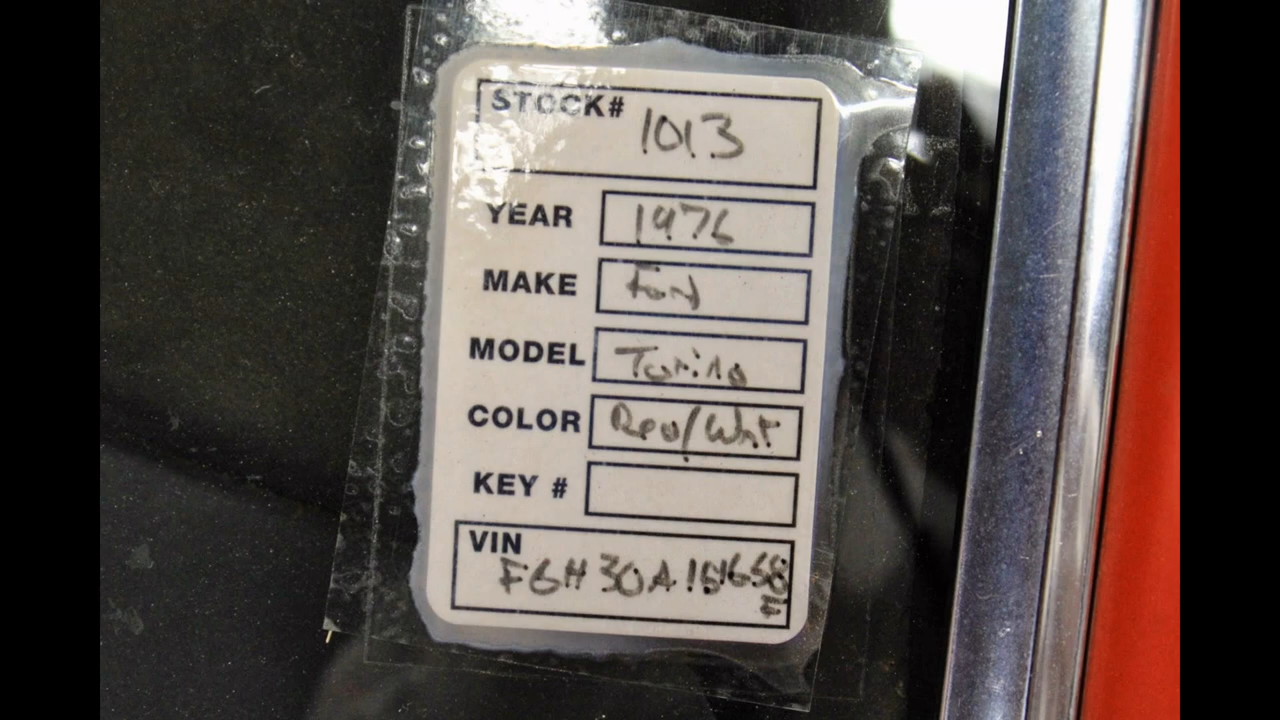 STOCK# 1013
YEAR 1976
MAKE Ford
MODEL Torino
COLOR Red/Wht
KEY #
VIN